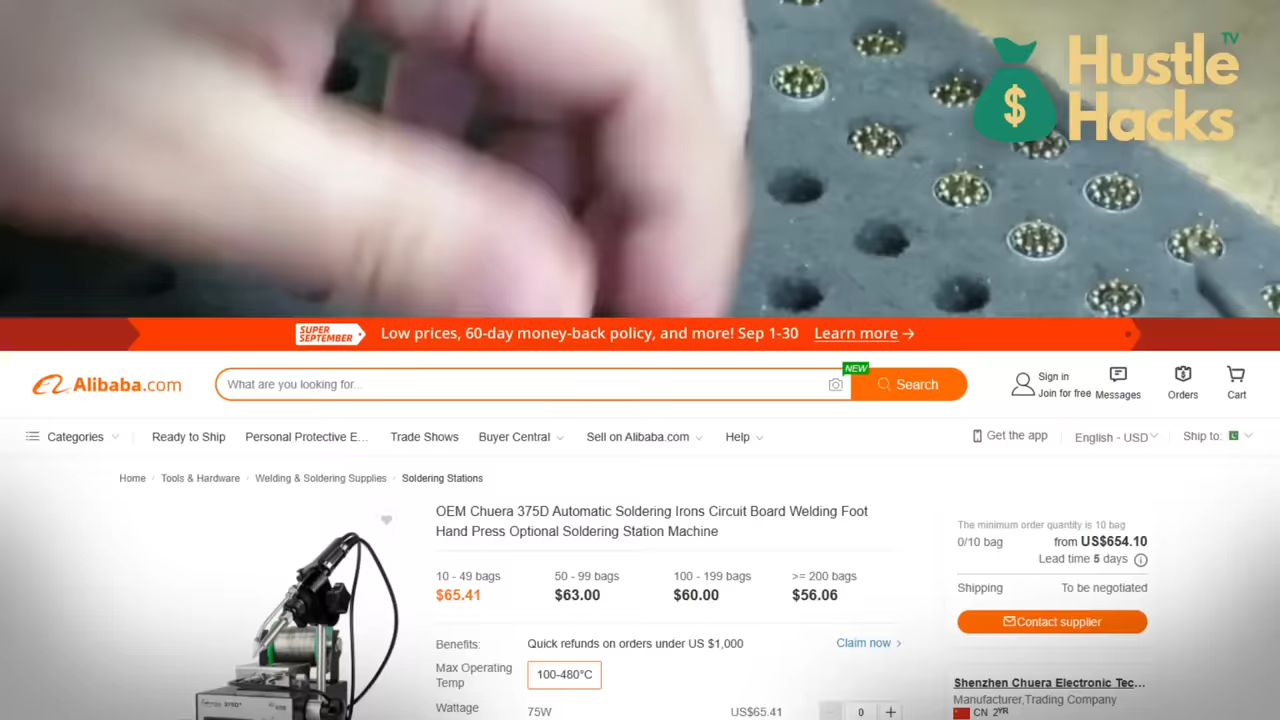 Hustle TV
Hacks
$
SUPER
SEPTEMBER
Low prices, 60-day money-back policy, and more! Sep 1-30 Learn more →
Alibaba.com
What are you looking for...
NEW
Search
Sign in
Join for free
Messages
Orders
Cart
Categories
Ready to Ship
Personal Protective E...
Trade Shows
Buyer Central
Sell on Alibaba.com
Help
Get the app
English - USD
Ship to:
Home / Tools & Hardware / Welding & Soldering Supplies / Soldering Stations
OEM Chuera 375D Automatic Soldering Irons Circuit Board Welding Foot
Hand Press Optional Soldering Station Machine
10 - 49 bags 50 - 99 bags 100 - 199 bags >= 200 bags
$65.41 $63.00 $60.00 $56.06
Benefits: Quick refunds on orders under US $1,000 Claim now >
Max Operating
Temp
100-480°C
Wattage 75W US$65.41 0 +
The minimum order quantity is 10 bag
0/10 bag from US$654.10
Lead time 5 days
Shipping To be negotiated
Contact supplier
Shenzhen Chuera Electronic Tec...
Manufacturer,Trading Company
CN 2YR
375D